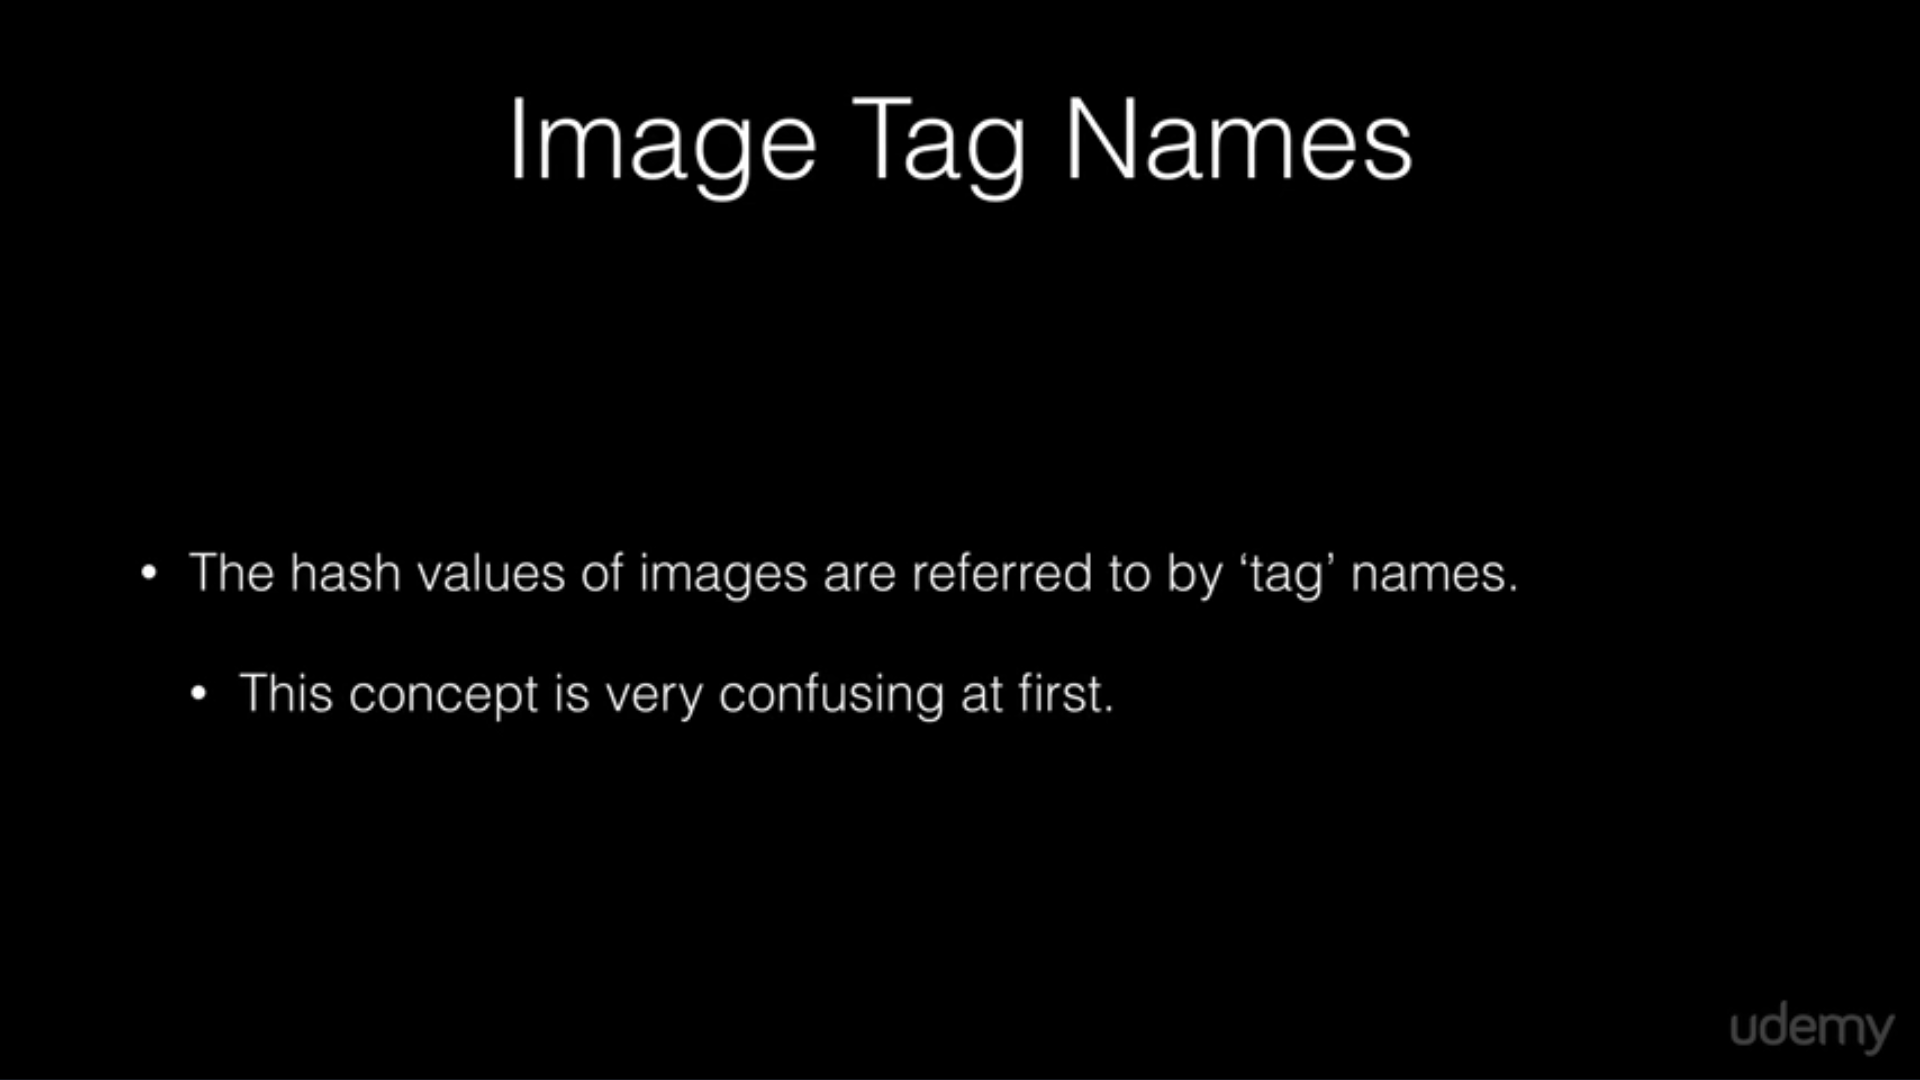 Image Tag Names
• The hash values of images are referred to by ‘tag’ names.
• This concept is very confusing at first.
udemy